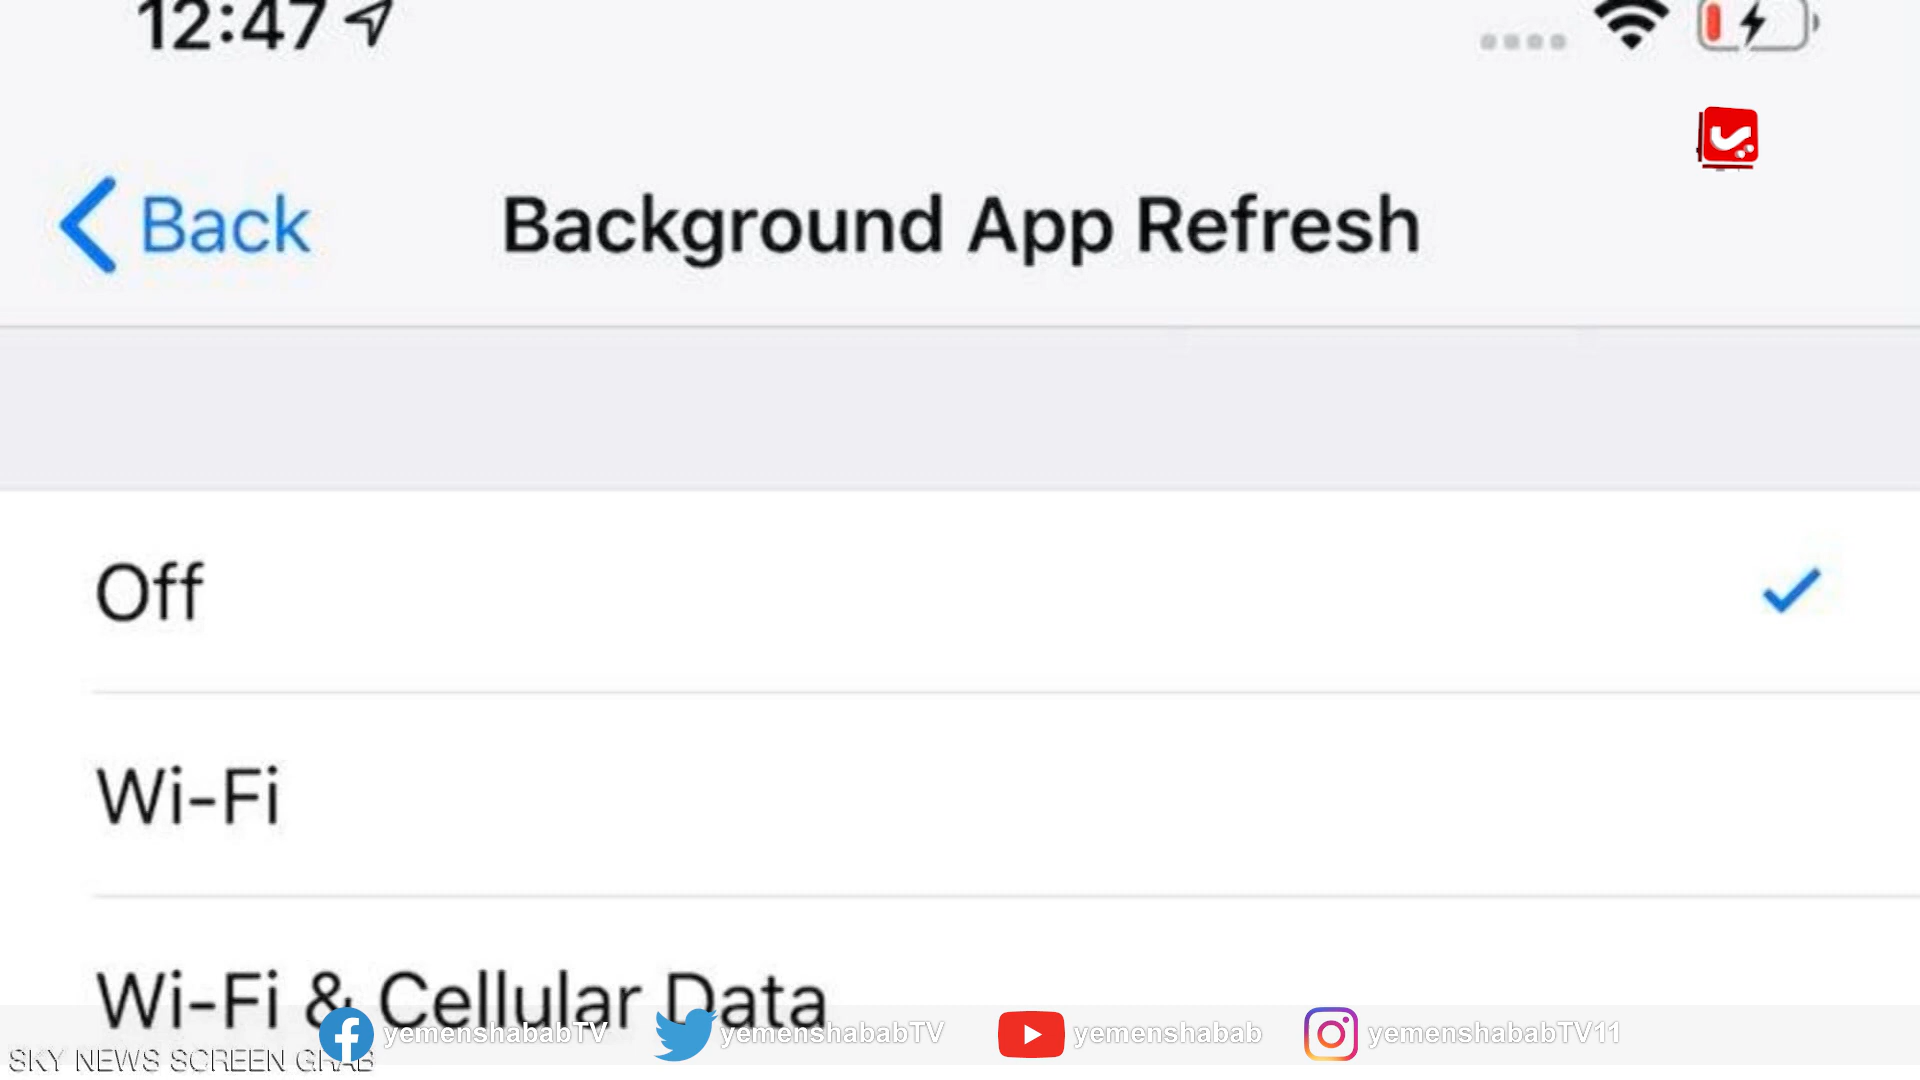 12:47
Back
Background App Refresh
Off
Wi-Fi
Wi-Fi & Cellular Data
yemenshababTV
yemenshababTV
yemenshabab
yemenshababTV11
SKY NEWS SCREEN GRAB